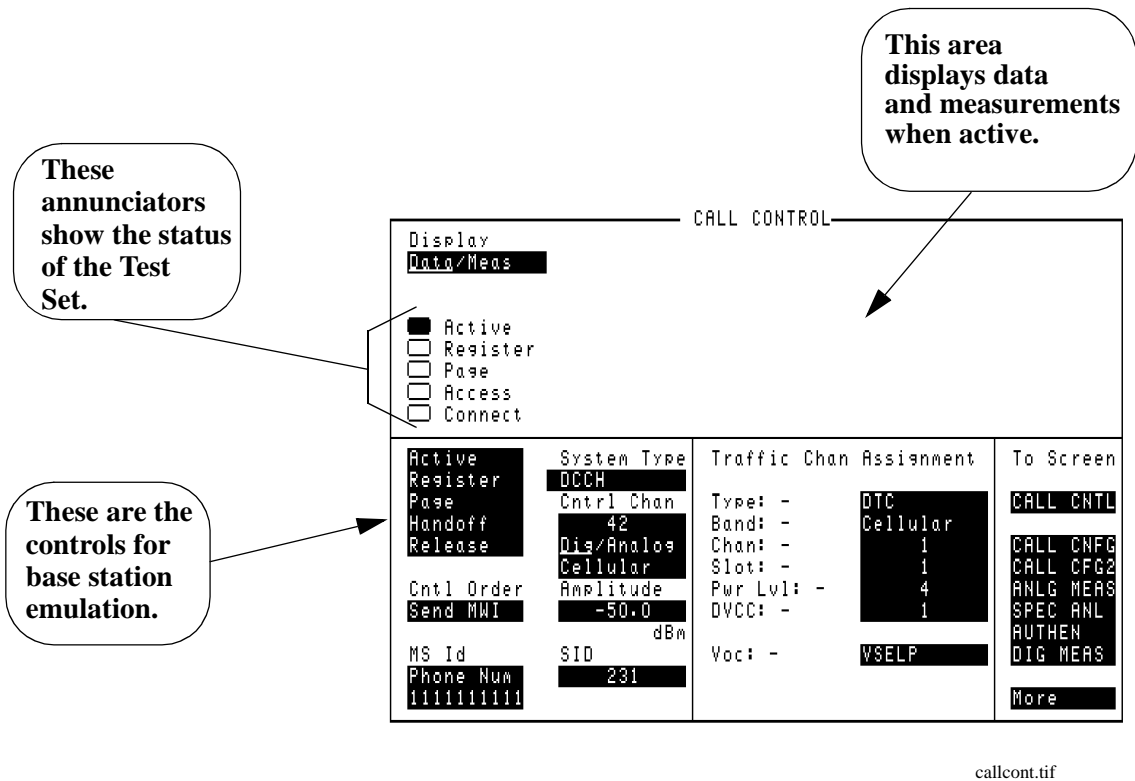 This area
displays data
and measurements
when active.
These
annunciators
show the status
of the Test
Set.
CALL CONTROL
Display
Data/Meas
Active
Register
Page
Access
Connect
These are the
controls for
base station
emulation.
Active
Register
Page
Handoff
Release
Cntl Order
Send MWI
MS Id
Phone Num
1111111111
System Type
DCCH
Cntrl Chan
42
Dig/Analog
Cellular
Amplitude
-50.0
dBm
SID
231
Traffic Chan Assignment
Type: - DTC
Band: - Cellular
Chan: - 1
Slot: - 1
Pwr Lvl: - 4
DVCC: - 1
Voc: - VSELP
To Screen
CALL CNTL
CALL CNFG
CALL CFG2
ANLG MEAS
SPEC ANL
AUTHEN
DIG MEAS
More
callcont.tif